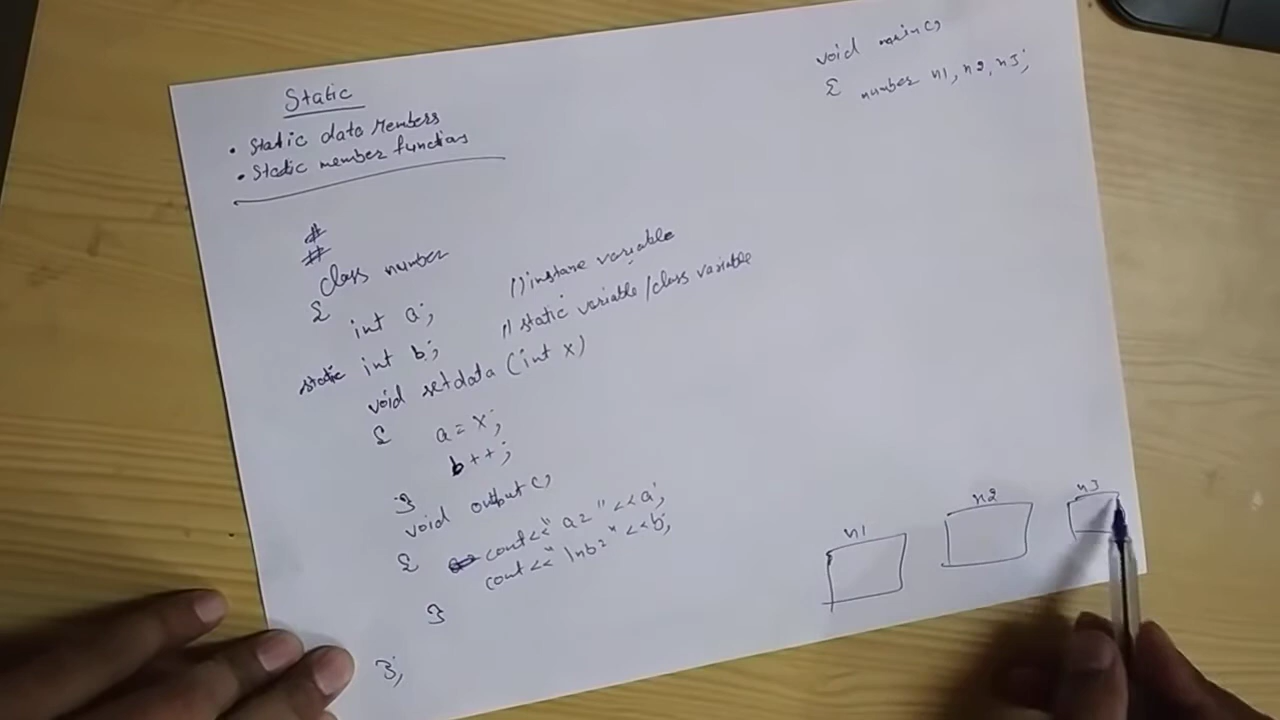 Static
• Static data Members
• Static member functions
#
#
class number
{
int a; //instane variable
static int b; // static variable/class variable
void setdata (int x)
{ a = x;
b++;
}
void output()
{ cout<<"a="<<a;
cout<<"\nb="<<b;
}
};
void main()
{ number n1, n2, n3;
n1
n2
n3